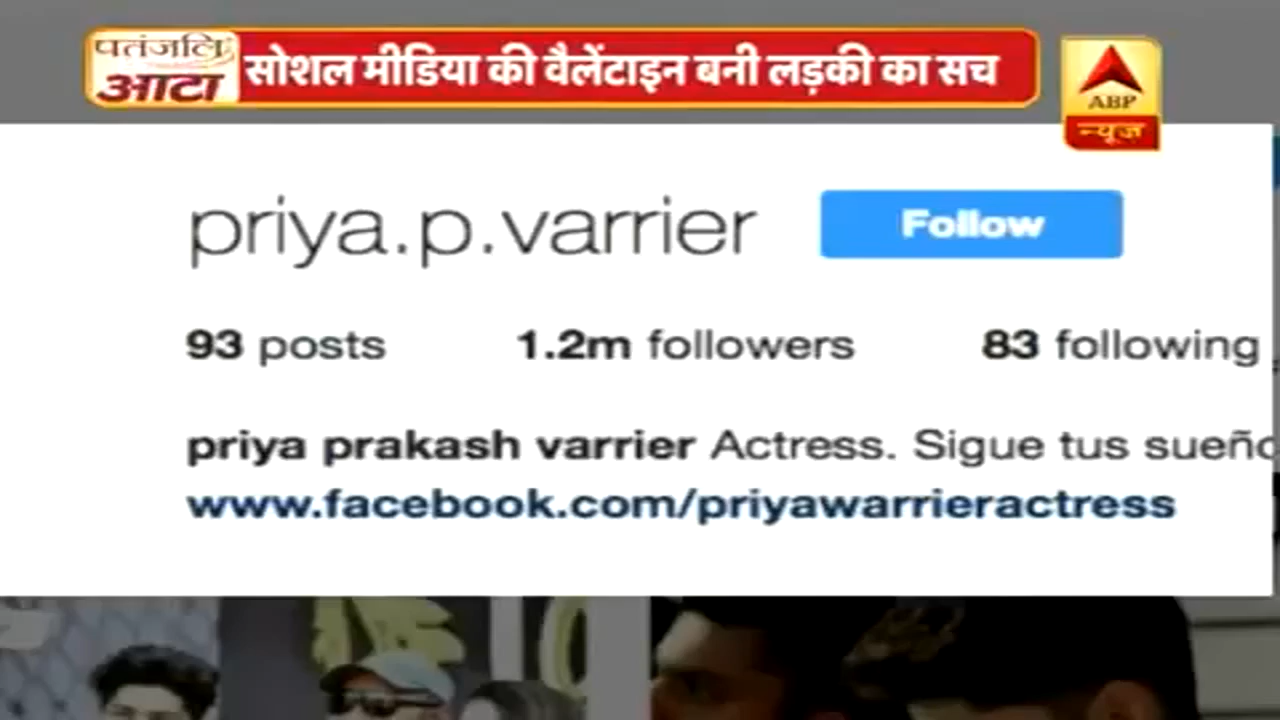 पतंजलि
आटा
सोशल मीडिया की वैलेंटाइन बनी लड़की का सच
ABP
न्यूज़
priya.p.varrier Follow
93 posts 1.2m followers 83 following
priya prakash varrier Actress. Sigue tus sueño
www.facebook.com/priyawarrieractress